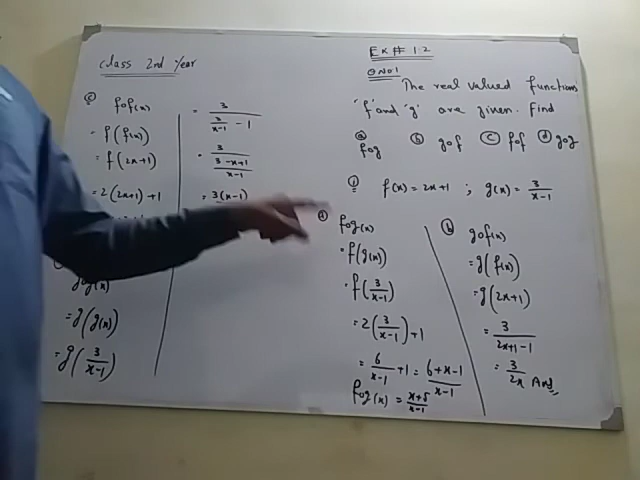 Class 2nd Year
Ex # 1.2
Q No1
The real valued functions
'f' and 'g' are given. Find
(a) fog (b) gof (c) fof (d) gog
(i) f(x) = 2x+1 ; g(x) = 3/(x-1)
(a) fog(x)
= f(g(x))
= f(3/(x-1))
= 2(3/(x-1)) + 1
= 6/(x-1) + 1 = (6+x-1)/(x-1)
fog(x) = (x+5)/(x-1)
(b) gof(x)
= g(f(x))
= g(2x+1)
= 3/(2x+1-1)
= 3/2x Ans,
(c) fof(x)
= f(f(x))
= f(2x+1)
= 2(2x+1)+1
gog(x)
= g(g(x))
= g(3/(x-1))
= 3/(3/(x-1) - 1)
= 3/((3-x+1)/(x-1))
= 3(x-1)